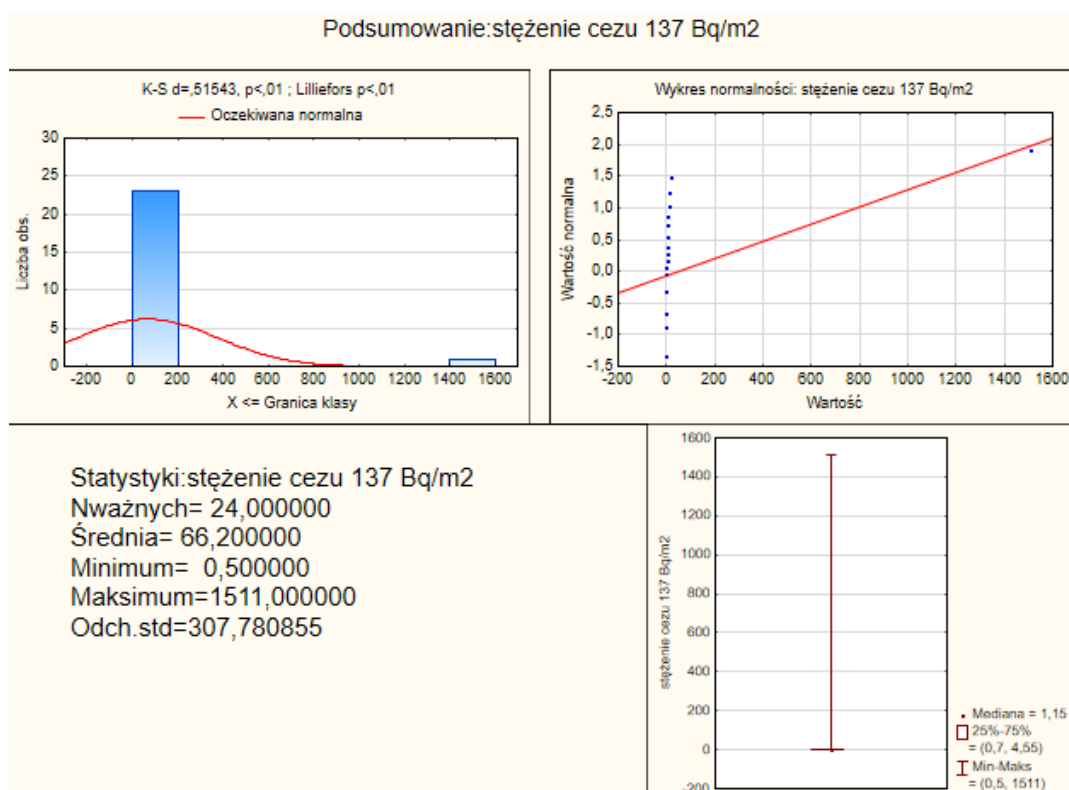 Podsumowanie:stężenie cezu 137 Bq/m2
K-S d=,51543, p<,01 ; Lilliefors p<,01
Oczekiwana normalna
30
25
20
15
10
5
0
Liczba obs.
-200 0 200 400 600 800 1000 1200 1400 1600
X <= Granica klasy
Wykres normalności: stężenie cezu 137 Bq/m2
2,5
2,0
1,5
1,0
0,5
0,0
-0,5
-1,0
-1,5
Wartość normalna
-200 0 200 400 600 800 1000 1200 1400 1600
Wartość
Statystyki:stężenie cezu 137 Bq/m2
Nważnych= 24,000000
Średnia= 66,200000
Minimum= 0,500000
Maksimum=1511,000000
Odch.std=307,780855
1600
1400
1200
1000
800
600
400
200
0
-200
stężenie cezu 137 Bq/m2
Mediana = 1,15
25%-75%
= (0,7, 4,55)
Min-Maks
= (0,5, 1511)